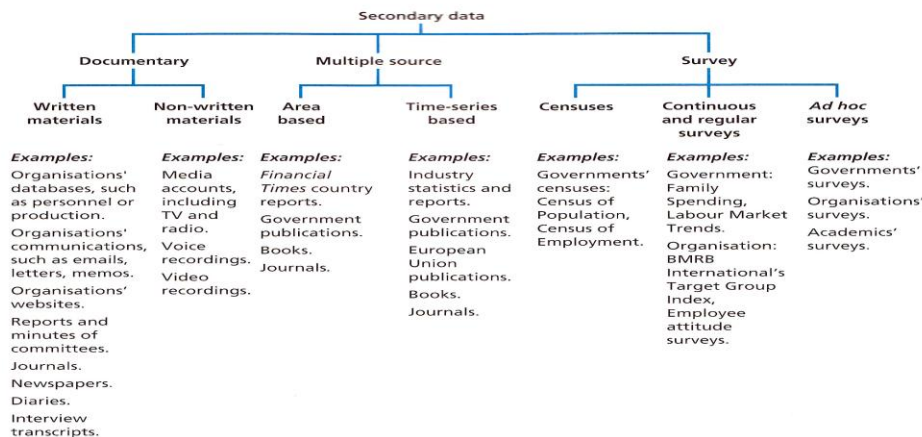 Secondary data
Documentary
Multiple source
Survey
Written
materials
Non-written
materials
Area
based
Time-series
based
Censuses
Continuous
and regular
surveys
Ad hoc
surveys
Examples:
Organisations'
databases, such
as personnel or
production.
Organisations'
communications,
such as emails,
letters, memos.
Organisations'
websites.
Reports and
minutes of
committees.
Journals.
Newspapers.
Diaries.
Interview
transcripts.
Examples:
Media
accounts,
including
TV and
radio.
Voice
recordings.
Video
recordings.
Examples:
Financial
Times country
reports.
Government
publications.
Books.
Journals.
Examples:
Industry
statistics and
reports.
Government
publications.
European
Union
publications.
Books.
Journals.
Examples:
Governments'
censuses:
Census of
Population,
Census of
Employment.
Examples:
Government:
Family
Spending,
Labour Market
Trends.
Organisation:
BMRB
International's
Target Group
Index,
Employee
attitude
surveys.
Examples:
Governments'
surveys.
Organisations'
surveys.
Academics'
surveys.